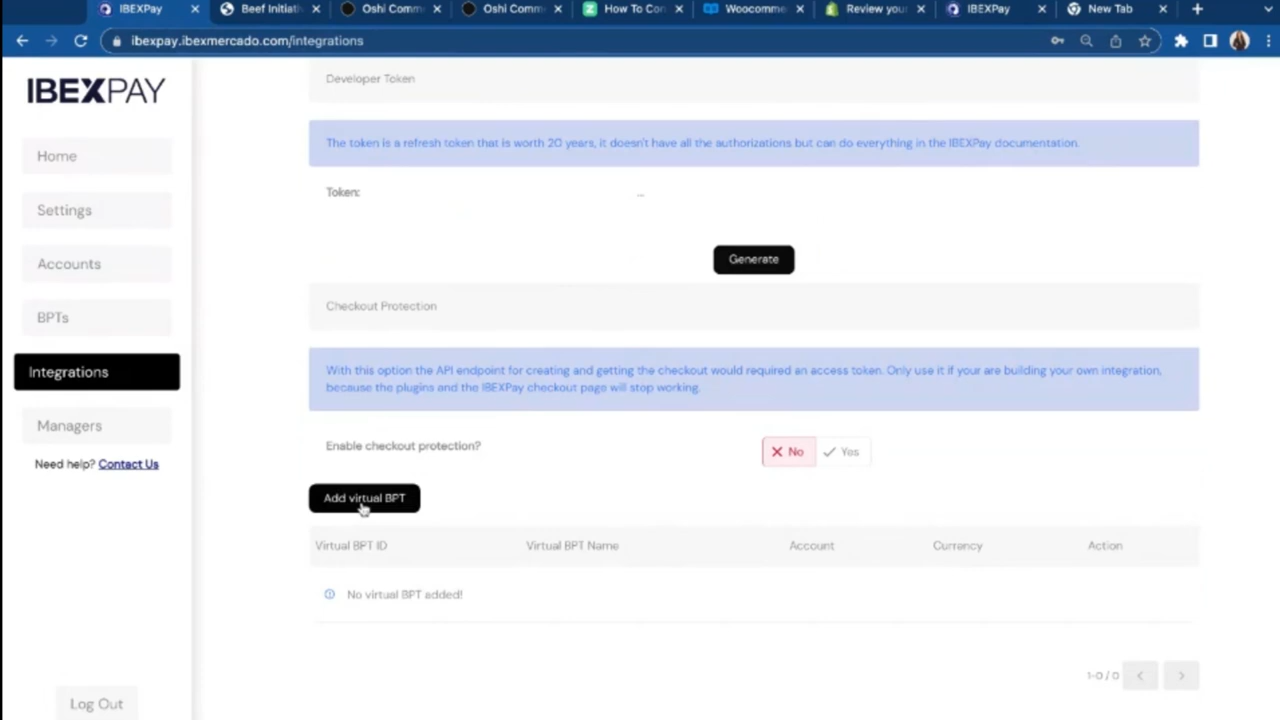 IBEXPay
Beef Initiati
Oshi Comm
Oshi Comm
How To Con
Woocomme
Review you
IBEXPay
New Tab
ibexpay.ibexmercado.com/integrations
IBEXPAY
Home
Settings
Accounts
BPTs
Integrations
Managers
Need help? Contact Us
Log Out
Developer Token
The token is a refresh token that is worth 20 years, it doesn't have all the authorizations but can do everything in the IBEXPay documentation.
Token: ...
Generate
Checkout Protection
With this option the API endpoint for creating and getting the checkout would required an access token. Only use it if your are building your own integration,
because the plugins and the IBEXPay checkout page will stop working.
Enable checkout protection? No Yes
Add virtual BPT
Virtual BPT ID Virtual BPT Name Account Currency Action
No virtual BPT added!
1-0 / 0